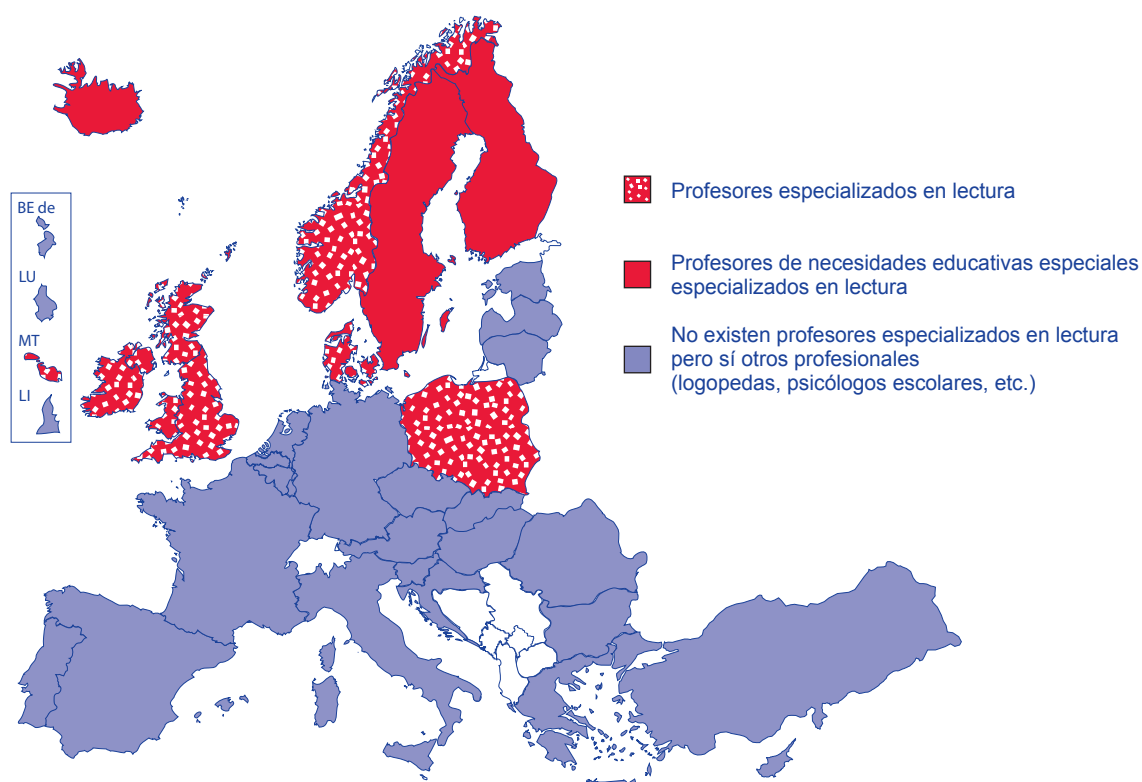 BE de
LU
MT
LI
Profesores especializados en lectura
Profesores de necesidades educativas especiales
especializados en lectura
No existen profesores especializados en lectura
pero sí otros profesionales
(logopedas, psicólogos escolares, etc.)